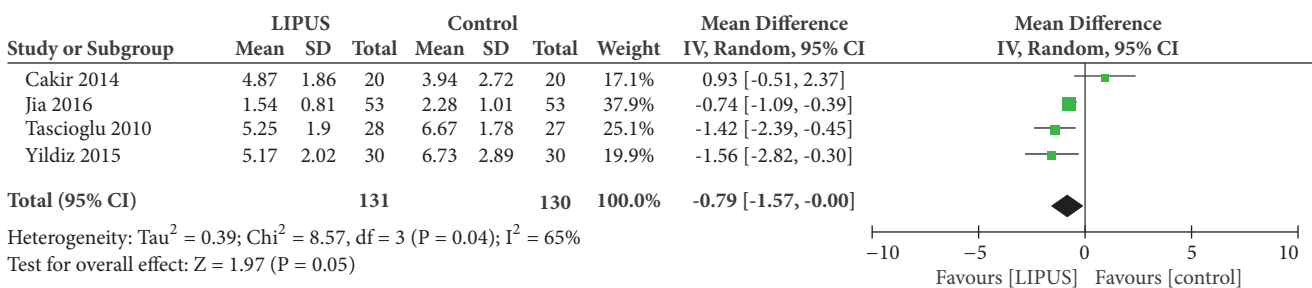 LIPUS Control Mean Difference Mean Difference
Study or Subgroup Mean SD Total Mean SD Total Weight IV, Random, 95% CI IV, Random, 95% CI
Cakir 2014 4.87 1.86 20 3.94 2.72 20 17.1% 0.93 [-0.51, 2.37]
Jia 2016 1.54 0.81 53 2.28 1.01 53 37.9% -0.74 [-1.09, -0.39]
Tascioglu 2010 5.25 1.9 28 6.67 1.78 27 25.1% -1.42 [-2.39, -0.45]
Yildiz 2015 5.17 2.02 30 6.73 2.89 30 19.9% -1.56 [-2.82, -0.30]
Total (95% CI) 131 130 100.0% -0.79 [-1.57, -0.00]
Heterogeneity: Tau² = 0.39; Chi² = 8.57, df = 3 (P = 0.04); I² = 65%
Test for overall effect: Z = 1.97 (P = 0.05)
−10 −5 0 5 10
Favours [LIPUS] Favours [control]